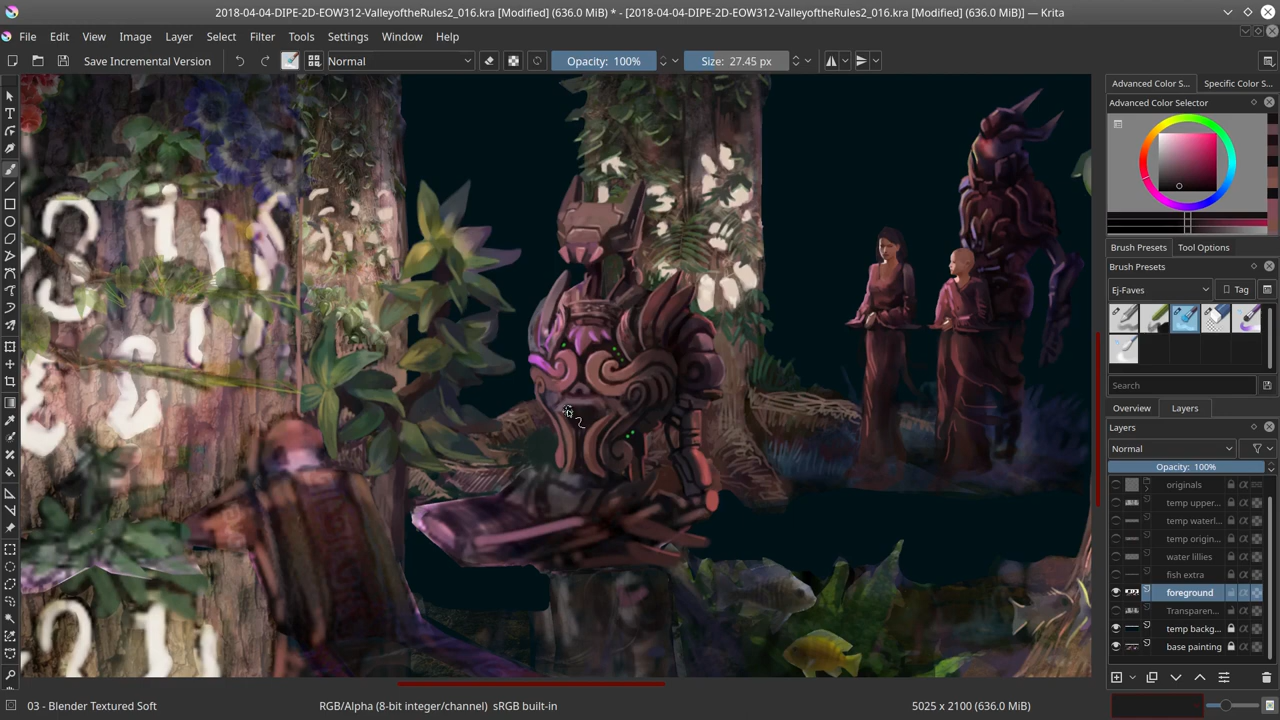 2018-04-04-DIPE-2D-EOW312-ValleyoftheRules2_016.kra [Modified] (636.0 MiB) * - [2018-04-04-DIPE-2D-EOW312-ValleyoftheRules2_016.kra [Modified] (636.0 MiB)] — Krita
File Edit View Image Layer Select Filter Tools Settings Window Help
Save Incremental Version Normal Opacity: 100% Size: 27.45 px
Advanced Color S... Specific Color S...
Advanced Color Selector
Brush Presets Tool Options
Brush Presets
Ej-Faves Tag
Search
Overview Layers
Layers
Normal
Opacity: 100%
originals
temp upper...
temp waterl...
temp origin...
water lillies
fish extra
foreground
Transparen...
temp backg...
base painting
03 - Blender Textured Soft RGB/Alpha (8-bit integer/channel) sRGB built-in 5025 x 2100 (636.0 MiB)